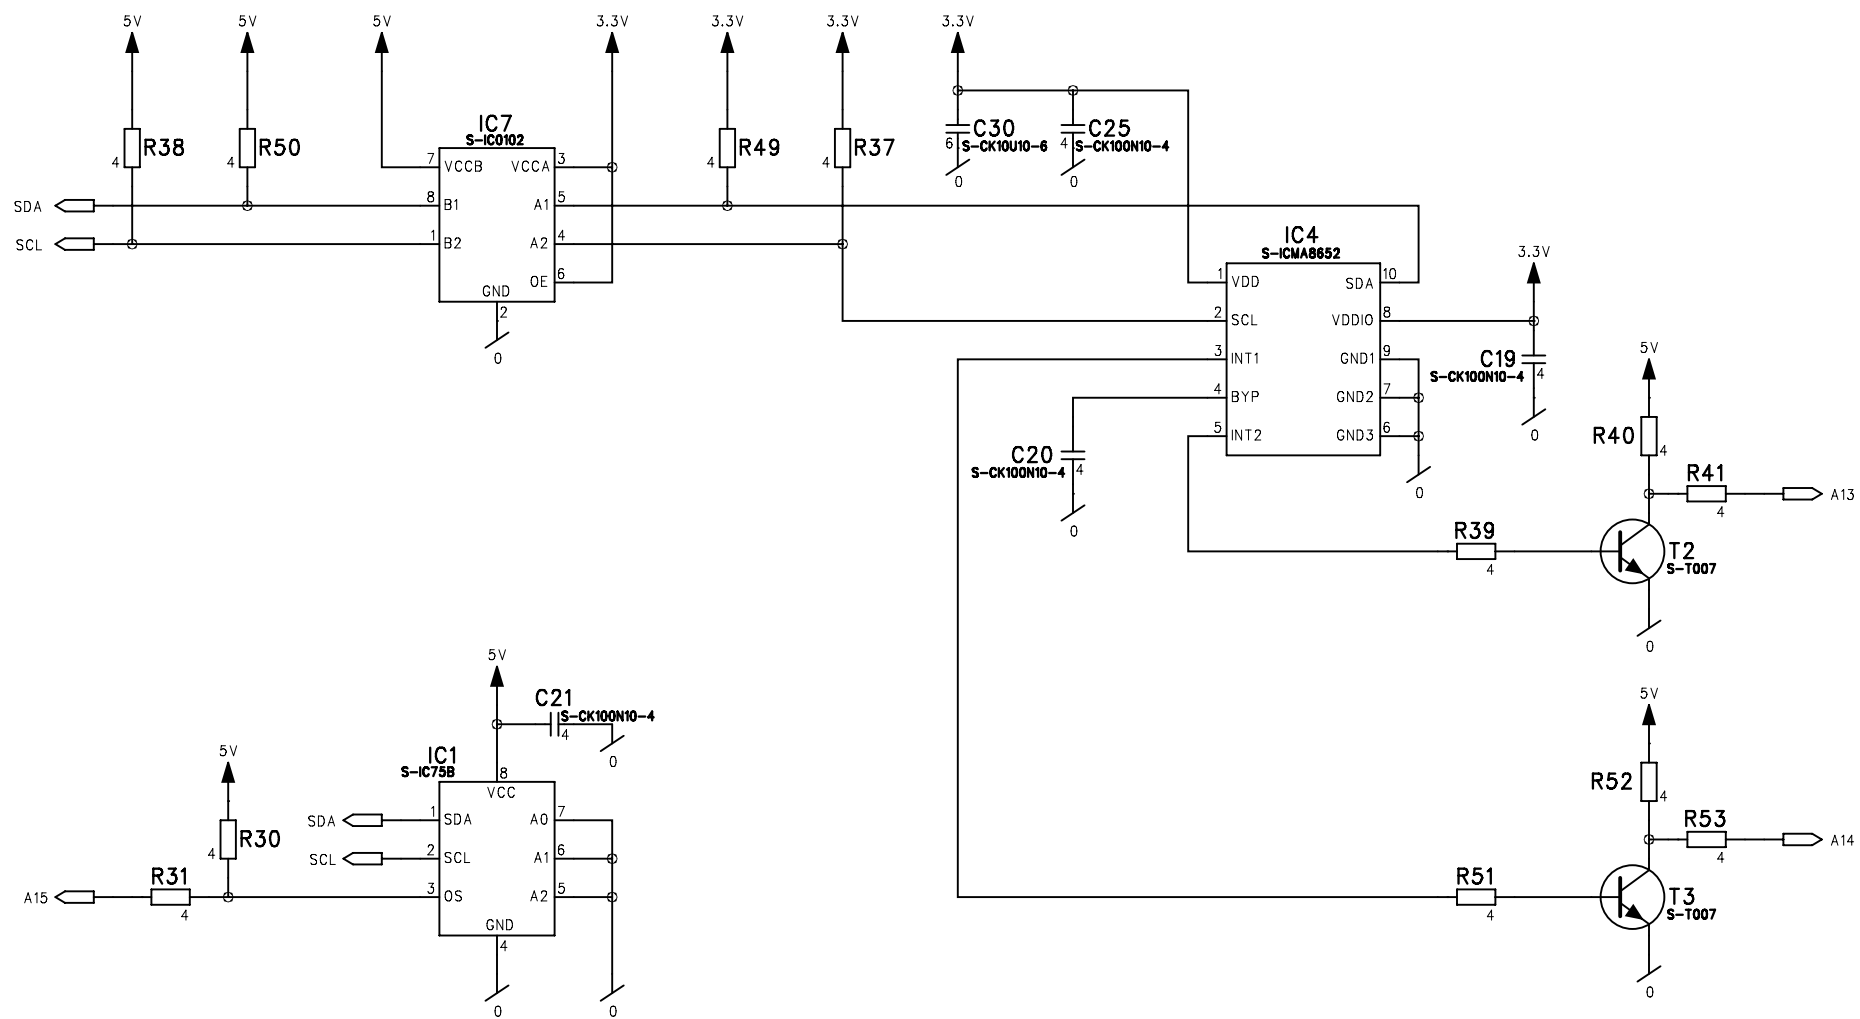 5V 5V 5V 3.3V 3.3V 3.3V 3.3V
R38
4
R50
4
IC7
S-IC0102
7 VCCB VCCA 3
8 B1 A1 5
1 B2 A2 4
OE 6
GND
2
0
R49
4
R37
4
C30
6 S-CK10U10-6
0
C25
4 S-CK100N10-4
0
SDA
SCL
IC4
S-ICMA8652
1 VDD SDA 10
2 SCL VDDIO 8
3 INT1 GND1 9
4 BYP GND2 7
5 INT2 GND3 6
0
3.3V
C19
S-CK100N10-4
4
0
C20
S-CK100N10-4
4
0
5V
R40
4
R41
4
A13
R39
4
T2
S-T007
0
5V
C21
S-CK100N10-4
4
0
IC1
S-IC75B
8
VCC
SDA 1 SDA A0 7
SCL 2 SCL A1 6
3 OS A2 5
GND
4
0
0
5V
R30
4
R31
4
A15
5V
R52
4
R53
4
A14
R51
4
T3
S-T007
0